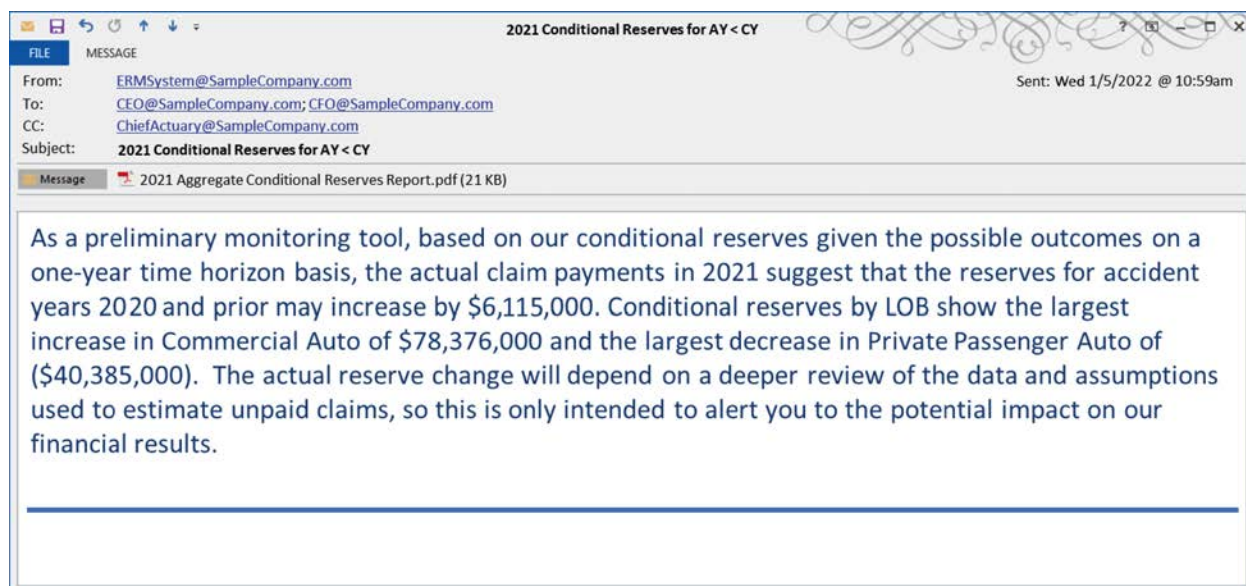 2021 Conditional Reserves for AY < CY
?
FILE MESSAGE
From: ERMSystem@SampleCompany.com Sent: Wed 1/5/2022 @ 10:59am
To: CEO@SampleCompany.com; CFO@SampleCompany.com
CC: ChiefActuary@SampleCompany.com
Subject: 2021 Conditional Reserves for AY < CY
Message 2021 Aggregate Conditional Reserves Report.pdf (21 KB)
As a preliminary monitoring tool, based on our conditional reserves given the possible outcomes on a
one-year time horizon basis, the actual claim payments in 2021 suggest that the reserves for accident
years 2020 and prior may increase by $6,115,000. Conditional reserves by LOB show the largest
increase in Commercial Auto of $78,376,000 and the largest decrease in Private Passenger Auto of
($40,385,000). The actual reserve change will depend on a deeper review of the data and assumptions
used to estimate unpaid claims, so this is only intended to alert you to the potential impact on our
financial results.